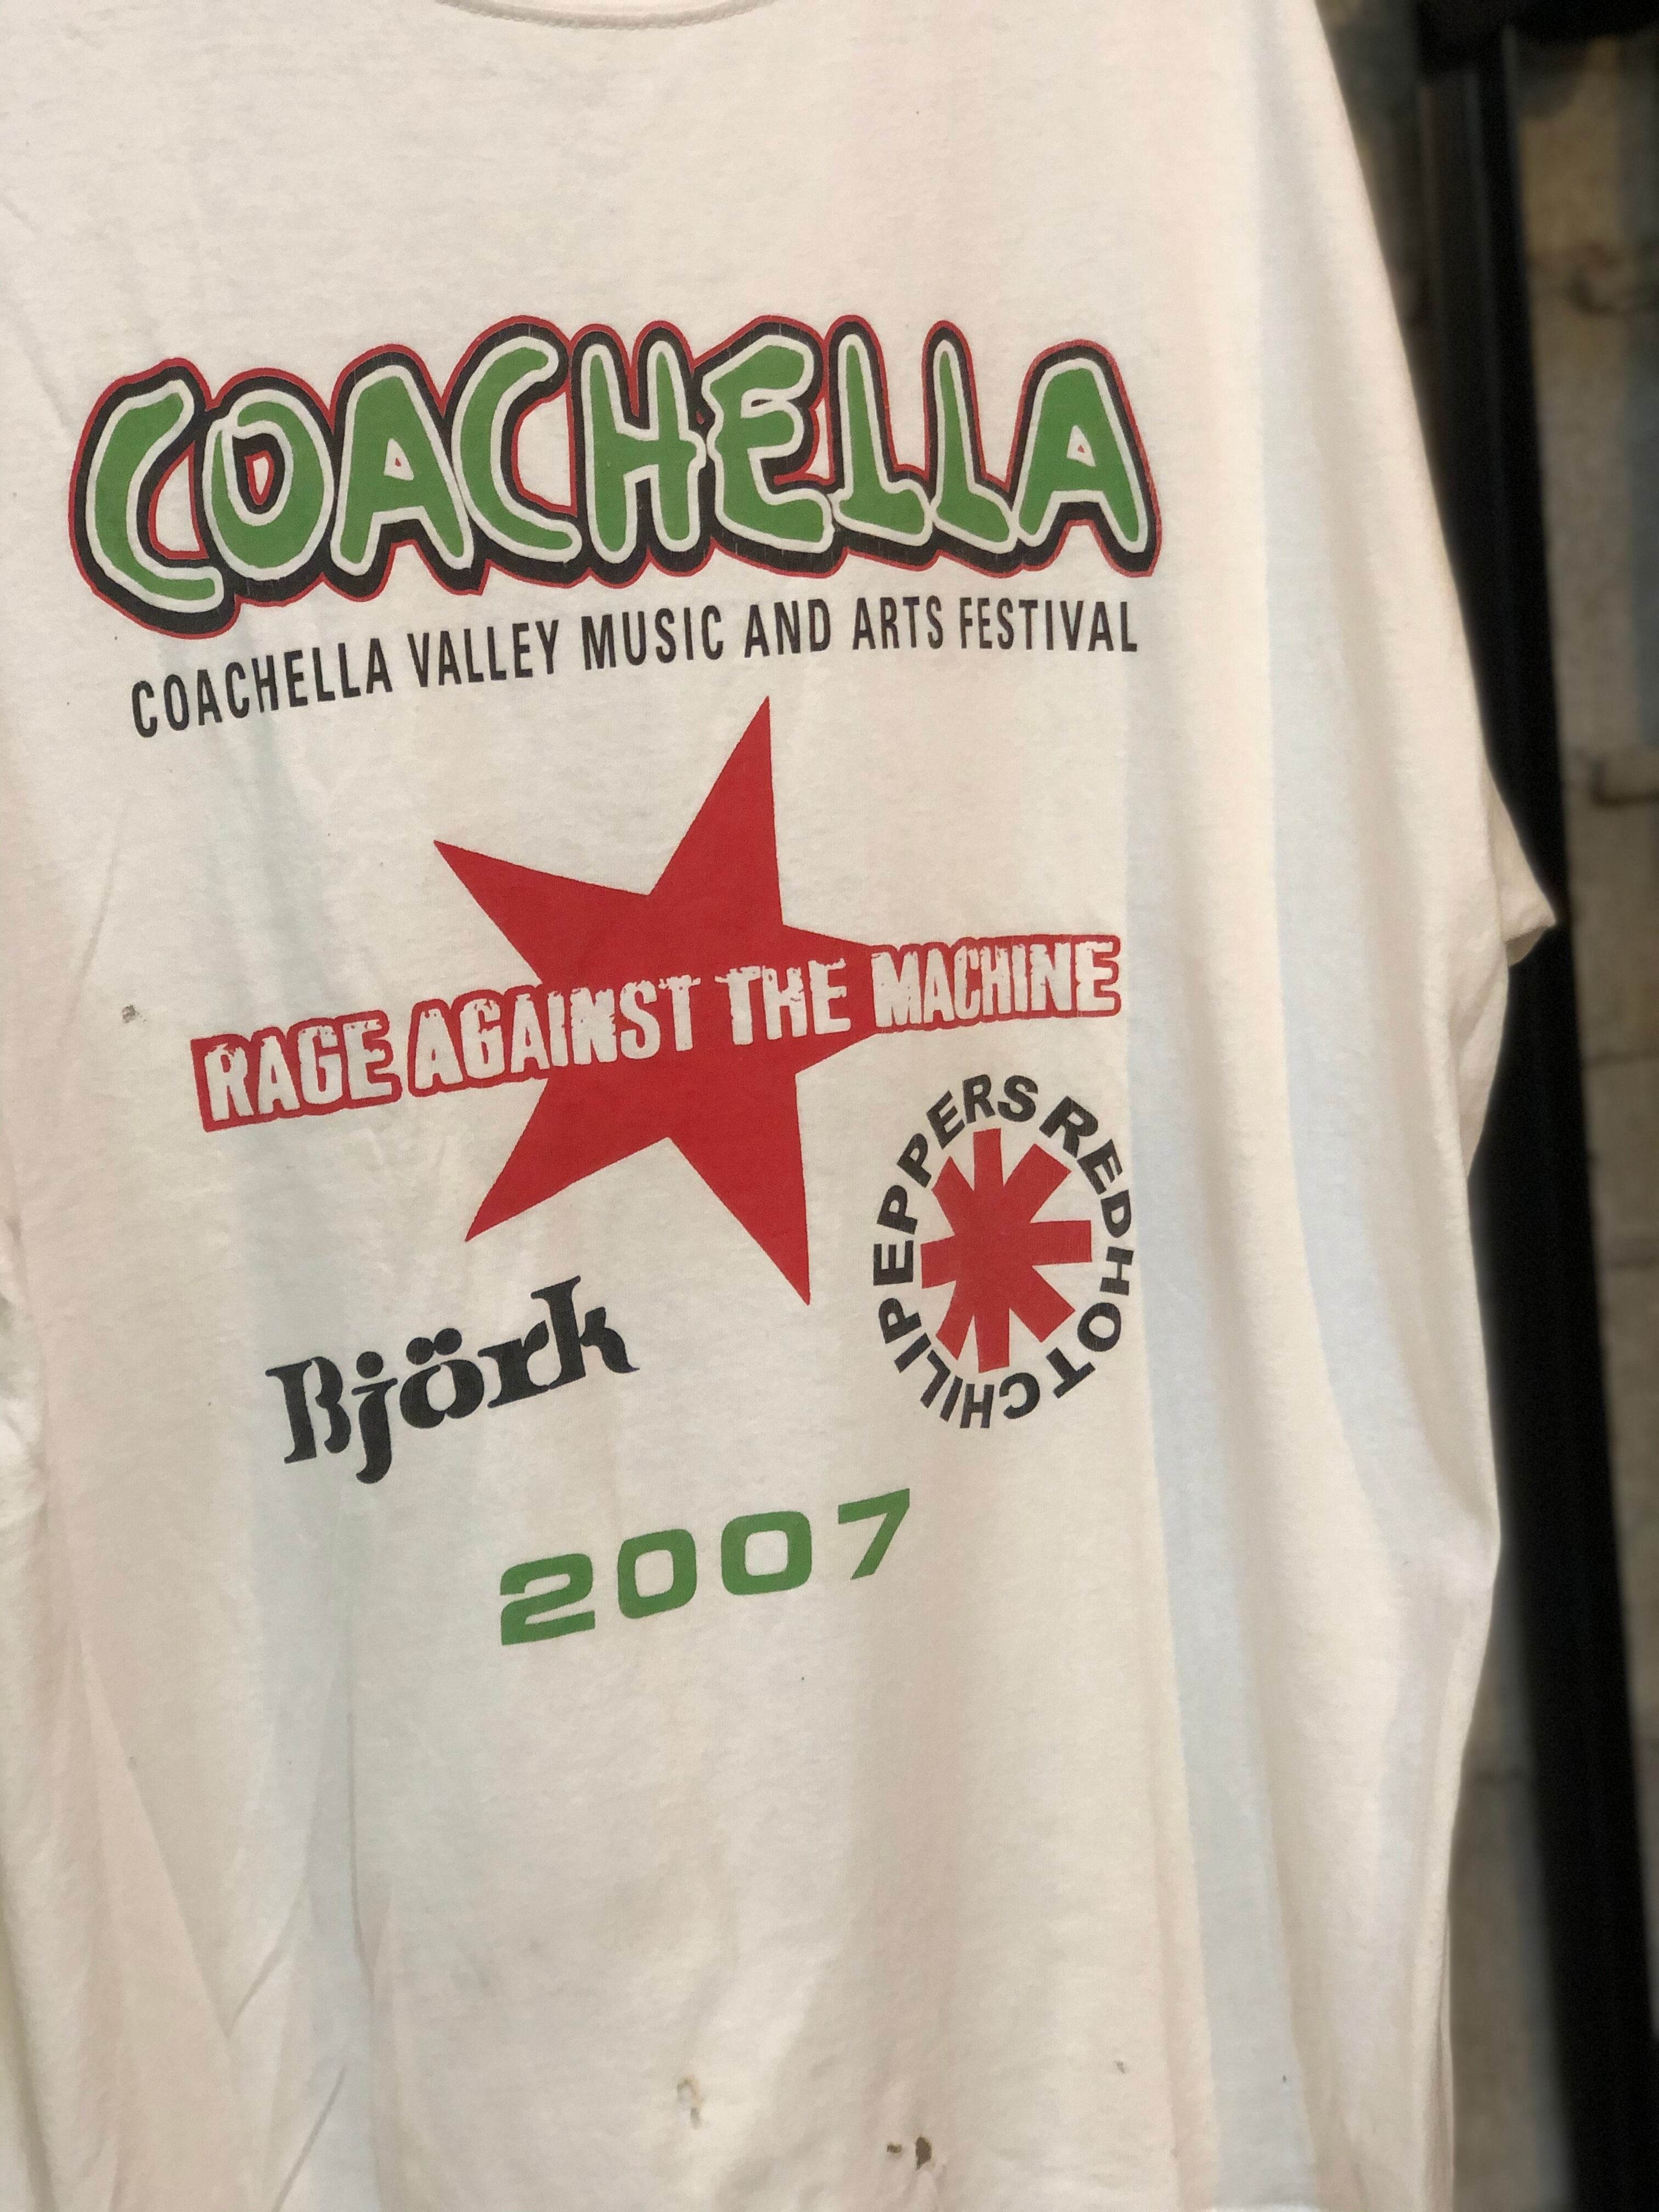 COACHELLA
COACHELLA VALLEY MUSIC AND ARTS FESTIVAL
RAGE AGAINST THE MACHINE
RED HOT CHILI PEPPERS
Björk
2007